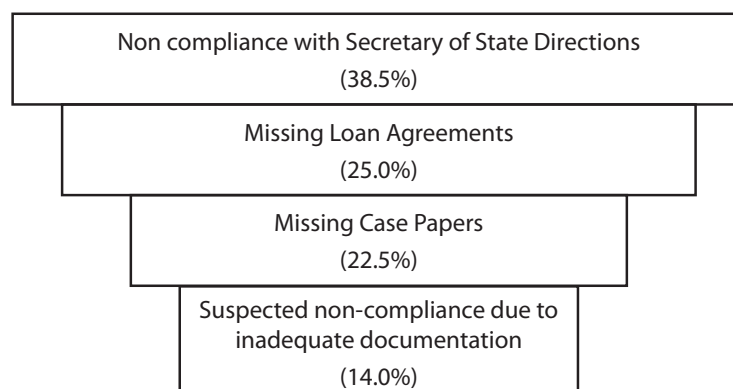 Non compliance with Secretary of State Directions
(38.5%)
Missing Loan Agreements
(25.0%)
Missing Case Papers
(22.5%)
Suspected non-compliance due to
inadequate documentation
(14.0%)